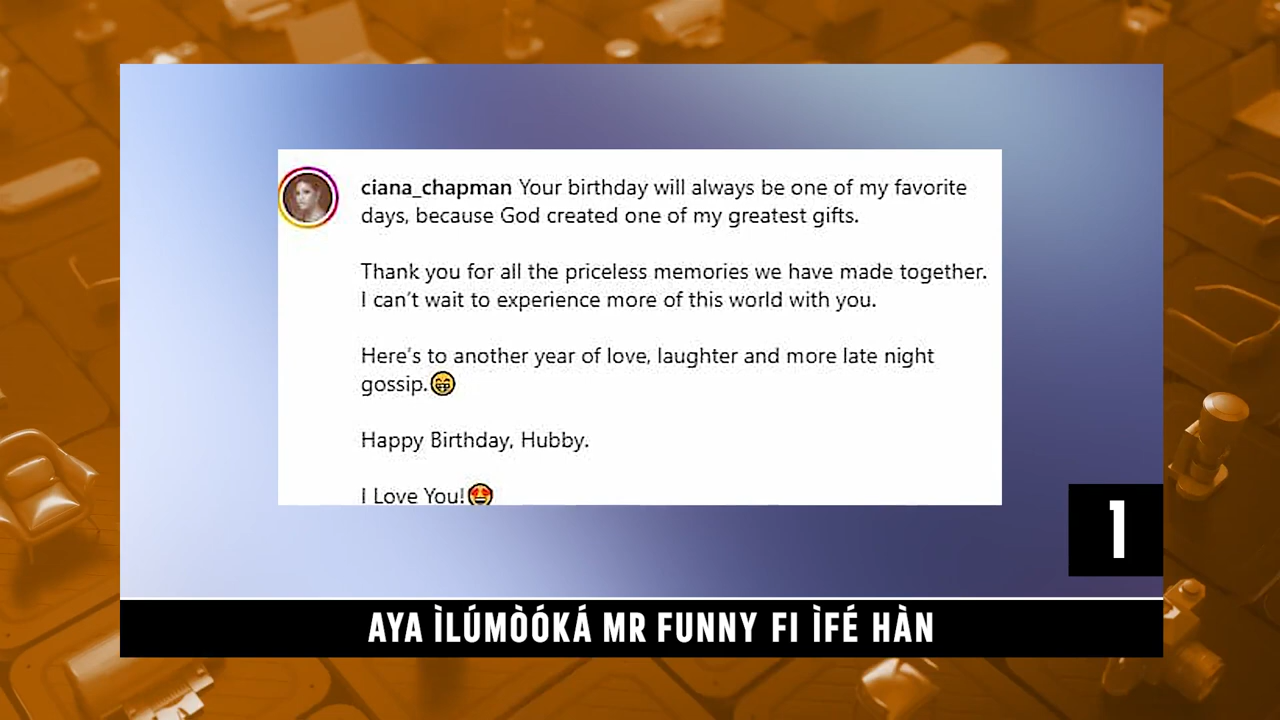 ciana_chapman Your birthday will always be one of my favorite
days, because God created one of my greatest gifts.
Thank you for all the priceless memories we have made together.
I can't wait to experience more of this world with you.
Here's to another year of love, laughter and more late night
gossip.😁
Happy Birthday, Hubby.
I Love You!😍
1
AYA ÌLÚMÒÓKÁ MR FUNNY FI ÌFÉ HÀN